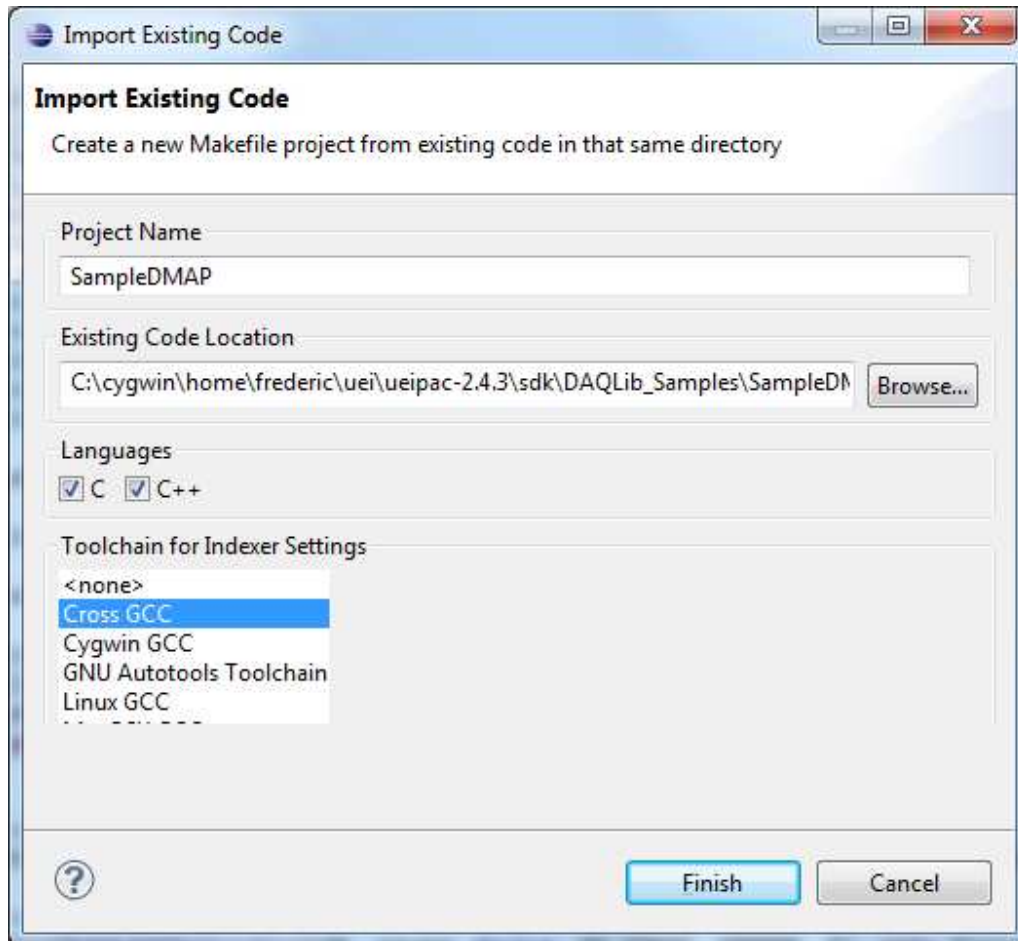 Import Existing Code
Import Existing Code
Create a new Makefile project from existing code in that same directory
Project Name
SampleDMAP
Existing Code Location
C:\cygwin\home\frederic\uei\ueipac-2.4.3\sdk\DAQLib_Samples\SampleDM
Browse...
Languages
C C++
Toolchain for Indexer Settings
<none>
Cross GCC
Cygwin GCC
GNU Autotools Toolchain
Linux GCC
? Finish Cancel